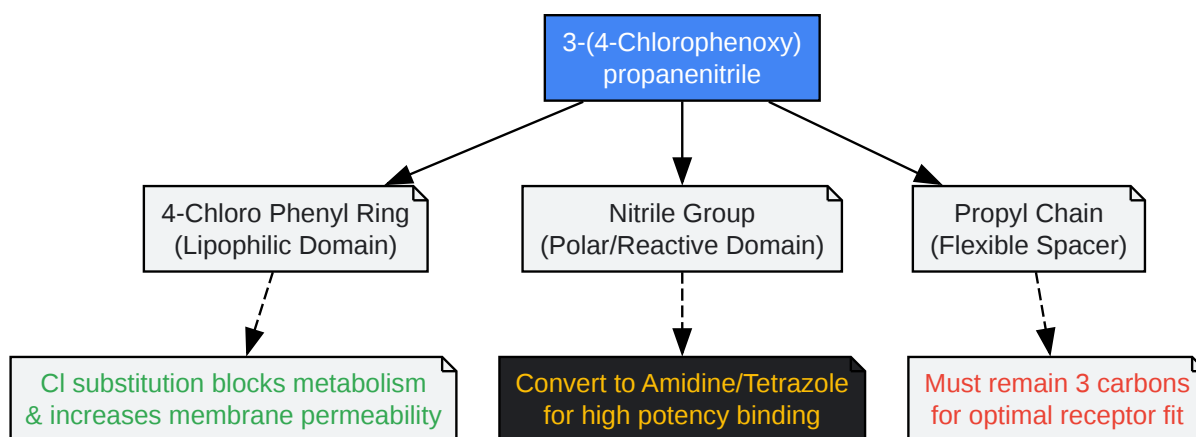 3-(4-Chlorophenoxy)
propanenitrile
4-Chloro Phenyl Ring
(Lipophilic Domain)
Nitrile Group
(Polar/Reactive Domain)
Propyl Chain
(Flexible Spacer)
Cl substitution blocks metabolism
& increases membrane permeability
Convert to Amidine/Tetrazole
for high potency binding
Must remain 3 carbons
for optimal receptor fit